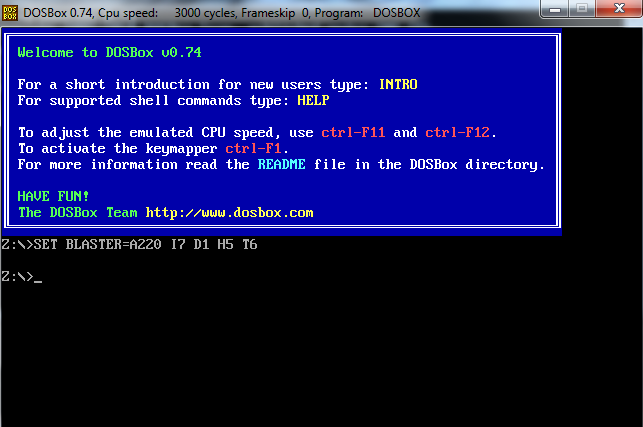 DOS
BOX
DOSBox 0.74, Cpu speed: 3000 cycles, Frameskip 0, Program: DOSBOX
Welcome to DOSBox v0.74
For a short introduction for new users type: INTRO
For supported shell commands type: HELP
To adjust the emulated CPU speed, use ctrl-F11 and ctrl-F12.
To activate the keymapper ctrl-F1.
For more information read the README file in the DOSBox directory.
HAVE FUN!
The DOSBox Team http://www.dosbox.com
Z:\>SET BLASTER=A220 I7 D1 H5 T6
Z:\>_